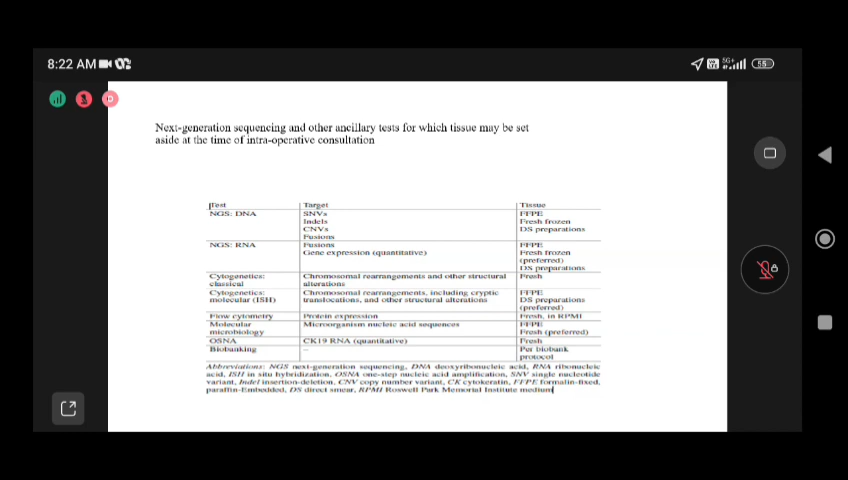 8:22 AM
5G+
55
Next-generation sequencing and other ancillary tests for which tissue may be set
aside at the time of intra-operative consultation
Test Target Tissue
NGS: DNA SNVs FFPE
Indels Fresh frozen
CNVs DS preparations
Fusions
NGS: RNA Fusions FFPE
Gene expression (quantitative) Fresh frozen
(preferred)
DS preparations
Cytogenetics: Chromosomal rearrangements and other structural Fresh
classical alterations
Cytogenetics: Chromosomal rearrangements, including cryptic FFPE
molecular (ISH) translocations, and other structural alterations DS preparations
(preferred)
Flow cytometry Protein expression Fresh, in RPMI
Molecular Microorganism nucleic acid sequences FFPE
microbiology Fresh (preferred)
OSNA CK19 RNA (quantitative) Fresh
Biobanking – Per biobank
protocol
Abbreviations: NGS next-generation sequencing, DNA deoxyribonucleic acid, RNA ribonucleic
acid, ISH in situ hybridization, OSNA one-step nucleic acid amplification, SNV single nucleotide
variant, Indel insertion-deletion, CNV copy number variant, CK cytokeratin, FFPE formalin-fixed,
paraffin-Embedded, DS direct smear, RPMI Roswell Park Memorial Institute medium